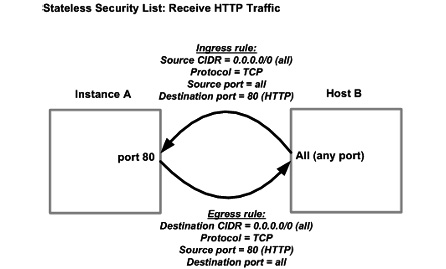 Stateless Security List: Receive HTTP Traffic
Ingress rule:
Source CIDR = 0.0.0.0/0 (all)
Protocol = TCP
Source port = all
Destination port = 80 (HTTP)
Instance A
Host B
port 80
All (any port)
Egress rule:
Destination CIDR = 0.0.0.0/0 (all)
Protocol = TCP
Source port = 80 (HTTP)
Destination port = all